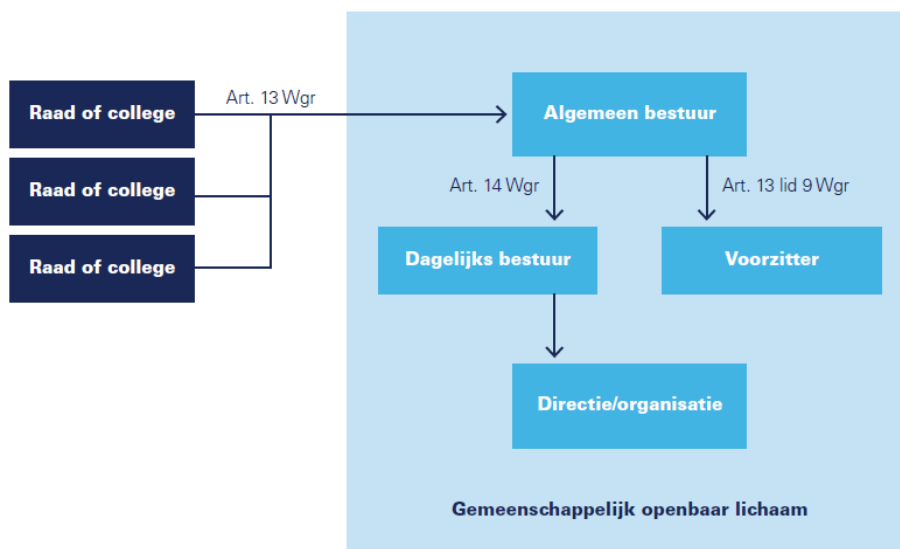 Raad of college
Art. 13 Wgr
Algemeen bestuur
Raad of college
Art. 14 Wgr
Art. 13 lid 9 Wgr
Raad of college
Dagelijks bestuur
Voorzitter
Directie/organisatie
Gemeenschappelijk openbaar lichaam